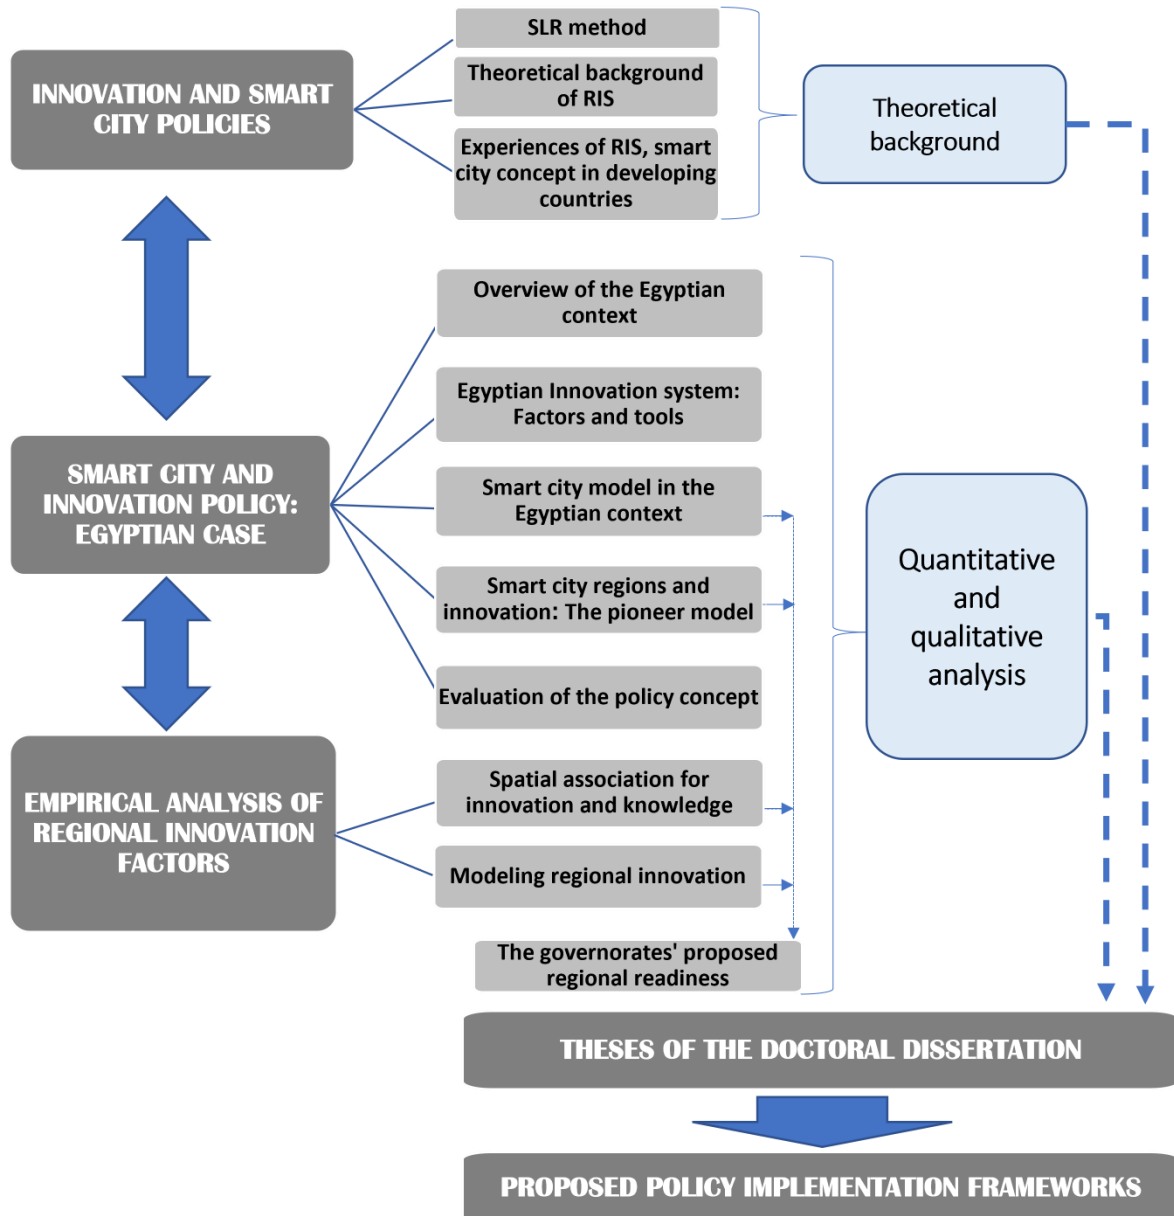 INNOVATION AND SMART
CITY POLICIES
SLR method
Theoretical background
of RIS
Experiences of RIS, smart
city concept in developing
countries
Theoretical
background
SMART CITY AND
INNOVATION POLICY:
EGYPTIAN CASE
Overview of the Egyptian
context
Egyptian Innovation system:
Factors and tools
Smart city model in the
Egyptian context
Smart city regions and
innovation: The pioneer model
Evaluation of the policy concept
EMPIRICAL ANALYSIS OF
REGIONAL INNOVATION
FACTORS
Spatial association for
innovation and knowledge
Modeling regional innovation
The governorates' proposed
regional readiness
Quantitative
and
qualitative
analysis
THESES OF THE DOCTORAL DISSERTATION
PROPOSED POLICY IMPLEMENTATION FRAMEWORKS